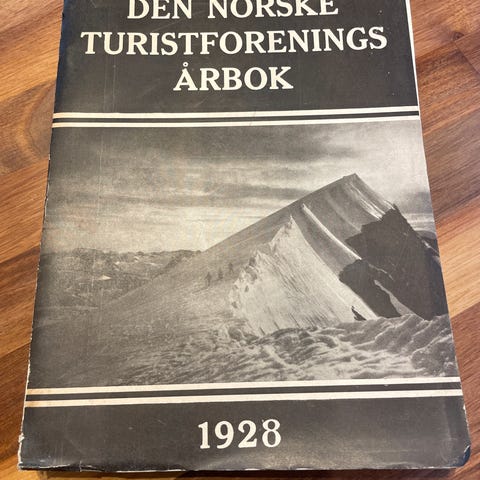 DEN NORSKE
TURISTFORENINGS
ÅRBOK
1928